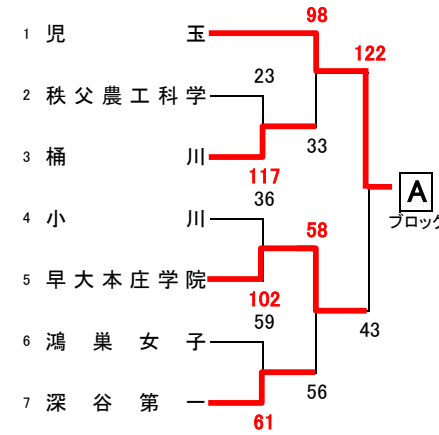 1 児玉
98
122
23
2 秩父農工科学
33
3 桶川
117
A
ブロック
36
4 小川
58
5 早大本庄学院
102
59
43
6 鴻巣女子
56
7 深谷第一
61